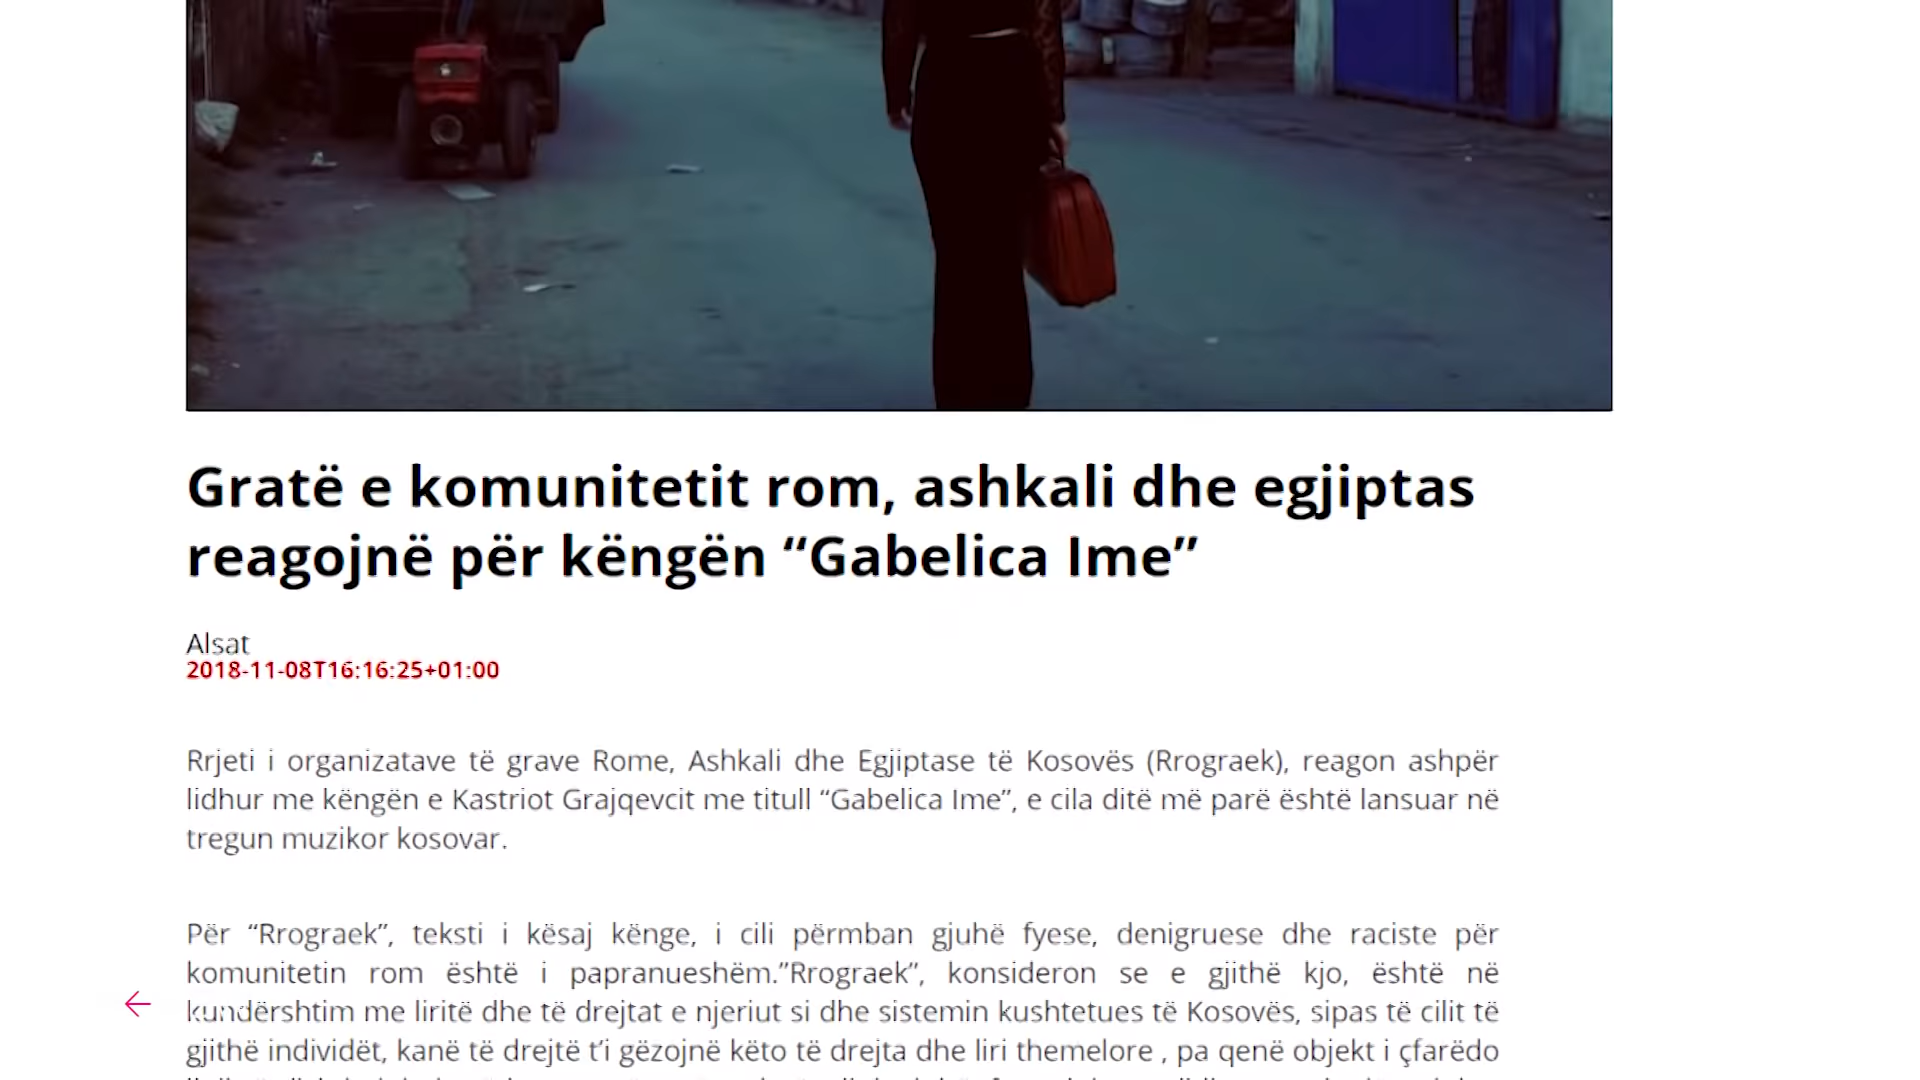 Gratë e komunitetit rom, ashkali dhe egjiptas
reagojnë për këngën “Gabelica Ime”
Alsat
2018-11-08T16:16:25+01:00
Rrjeti i organizatave të grave Rome, Ashkali dhe Egjiptase të Kosovës (Rrograek), reagon ashpër
lidhur me këngën e Kastriot Grajqevcit me titull “Gabelica Ime”, e cila ditë më parë është lansuar në
tregun muzikor kosovar.
Për “Rrograek”, teksti i kësaj kënge, i cili përmban gjuhë fyese, denigruese dhe raciste për
komunitetin rom është i papranueshëm.”Rrograek”, konsideron se e gjithë kjo, është në
kundërshtim me liritë dhe të drejtat e njeriut si dhe sistemin kushtetues të Kosovës, sipas të cilit të
gjithë individët, kanë të drejtë t’i gëzojnë këto të drejta dhe liri themelore , pa qenë objekt i çfarëdo